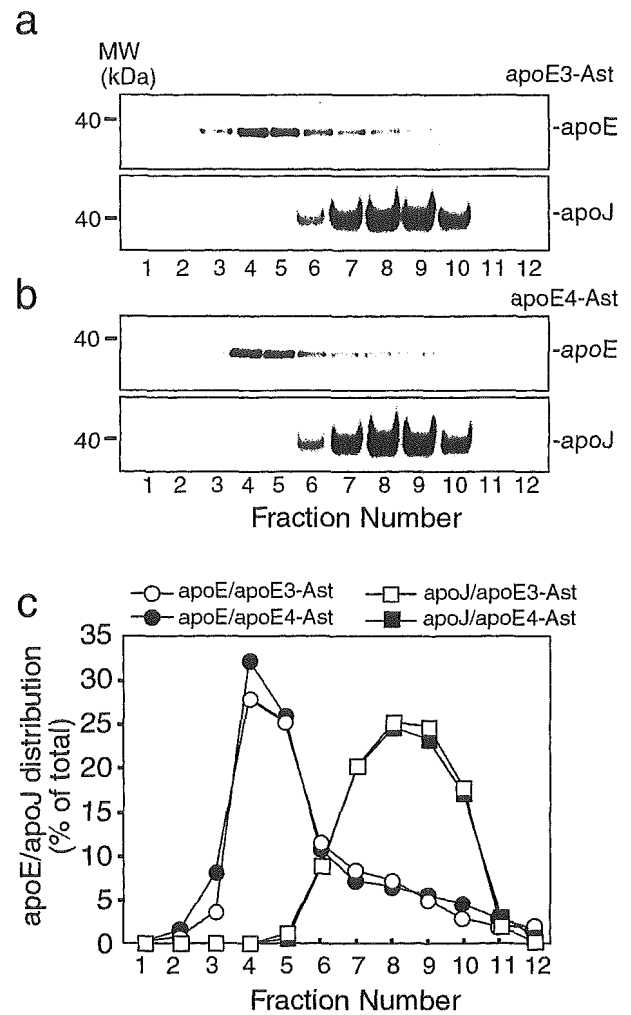 a
MW
(kDa)
apoE3-Ast
40
-apoE
40
-apoJ
1 2 3 4 5 6 7 8 9 10 11 12
b
apoE4-Ast
40
-apoE
40
-apoJ
1 2 3 4 5 6 7 8 9 10 11 12
Fraction Number
c
apoE/apoE3-Ast apoJ/apoE3-Ast
apoE/apoE4-Ast apoJ/apoE4-Ast
apoE/apoJ distribution
(% of total)
35
30
25
20
15
10
5
0
1 2 3 4 5 6 7 8 9 10 11 12
Fraction Number